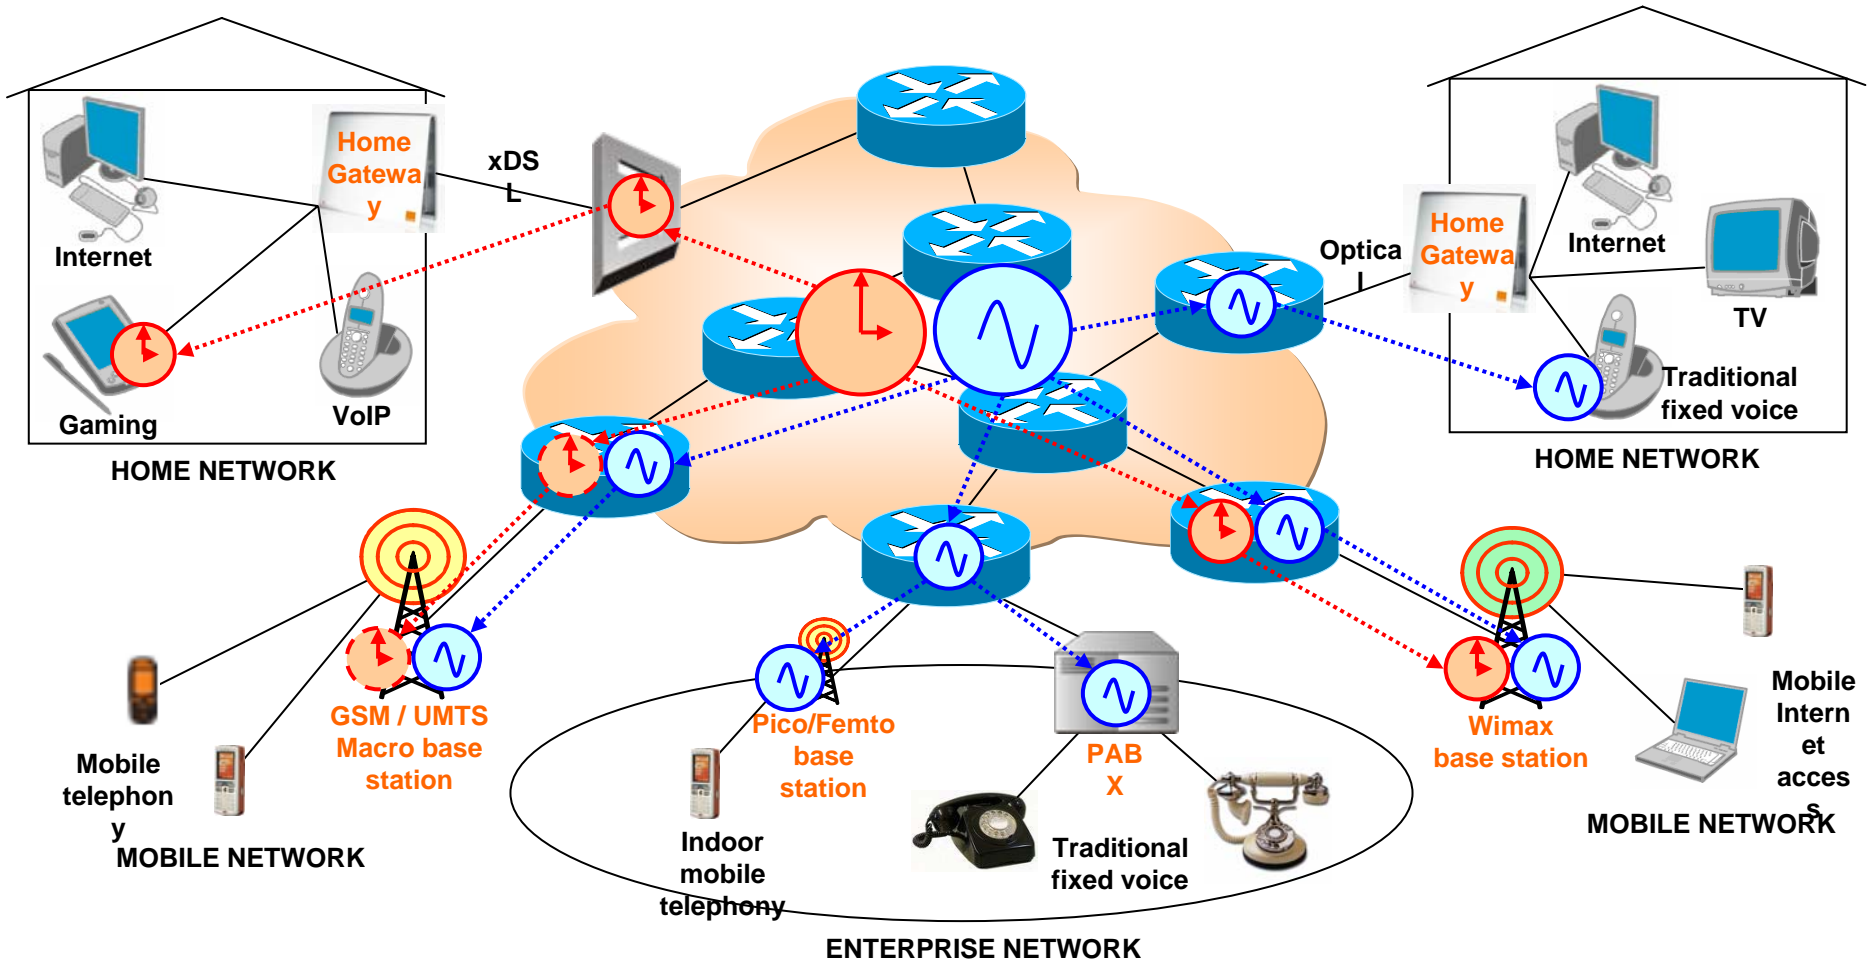 Home
Gatewa
y
xDS
L
Internet
Gaming
VoIP
HOME NETWORK
Optica
l
Home
Gatewa
y
Internet
TV
Traditional
fixed voice
HOME NETWORK
GSM / UMTS
Macro base
station
Mobile
telephon
y
MOBILE NETWORK
Pico/Femto
base
station
PAB
X
Indoor
mobile
telephony
Traditional
fixed voice
ENTERPRISE NETWORK
Wimax
base station
Mobile
Intern
et
acces
s
MOBILE NETWORK